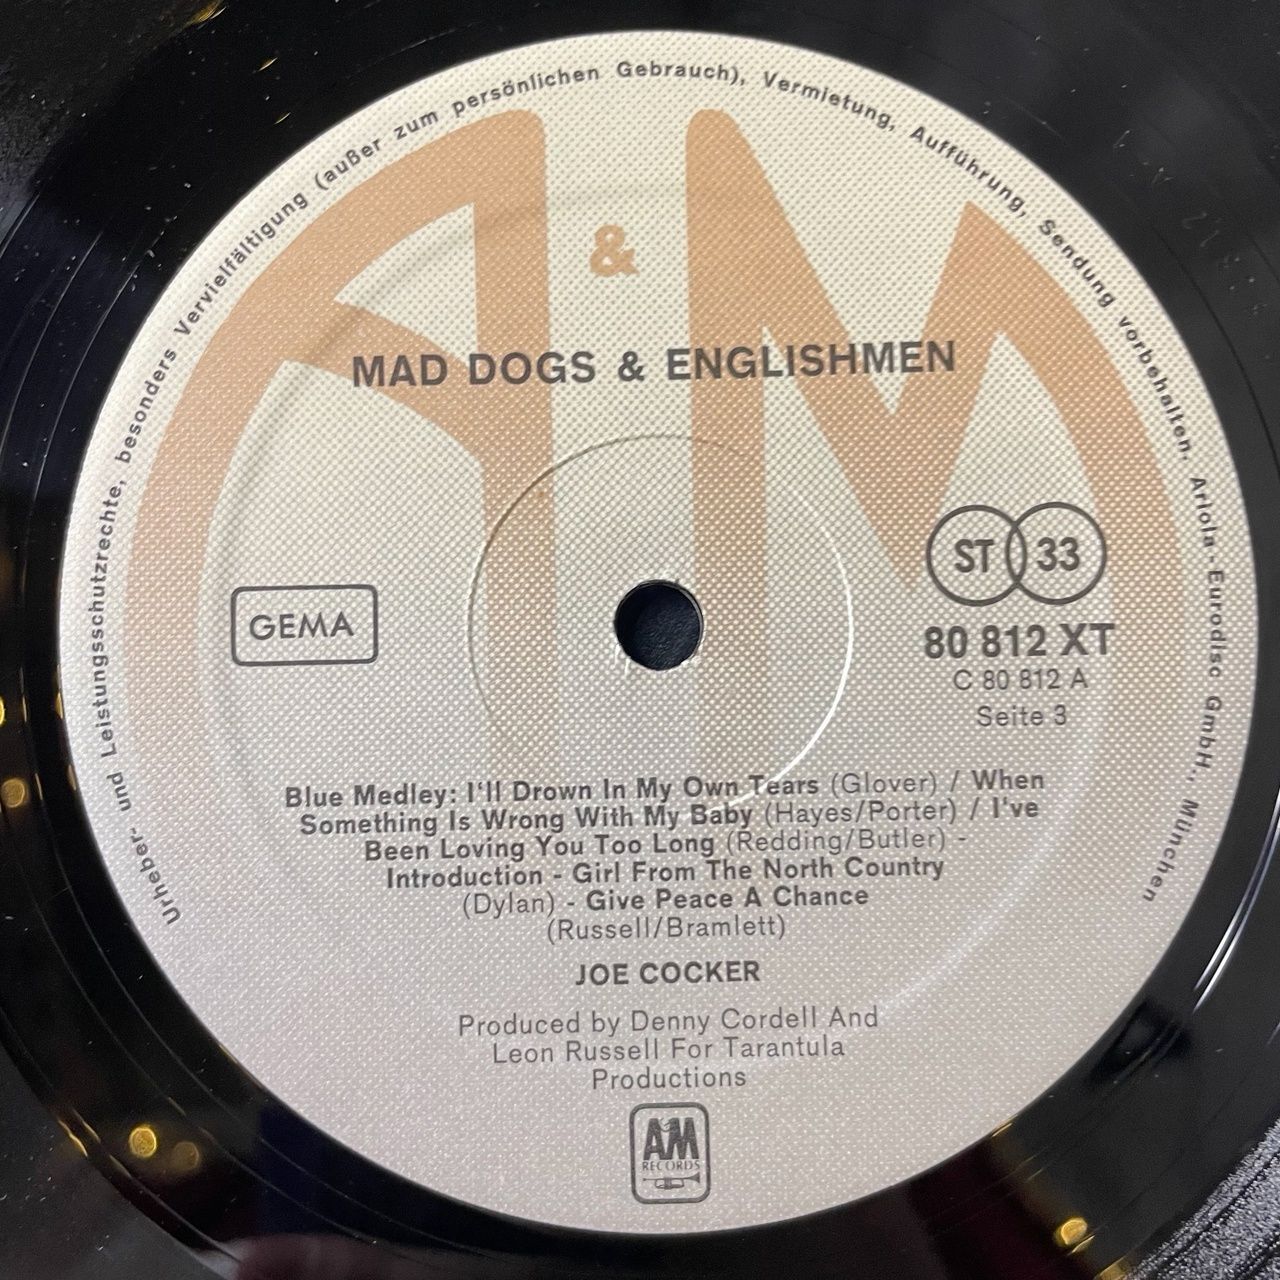 Urheber- und Leistungsschutzrechte, besonders Vervielfältigung (außer zum persönlichen Gebrauch), Vermietung, Aufführung, Sendung vorbehalten. Ariola-Eurodisc GmbH., München
A & M
MAD DOGS & ENGLISHMEN
GEMA
ST 33
80 812 XT
C 80 812 A
Seite 3
Blue Medley: I'll Drown In My Own Tears (Glover) / When
Something Is Wrong With My Baby (Hayes/Porter) / I've
Been Loving You Too Long (Redding/Butler) -
Introduction - Girl From The North Country
(Dylan) - Give Peace A Chance
(Russell/Bramlett)
JOE COCKER
Produced by Denny Cordell And
Leon Russell For Tarantula
Productions
AM
RECORDS